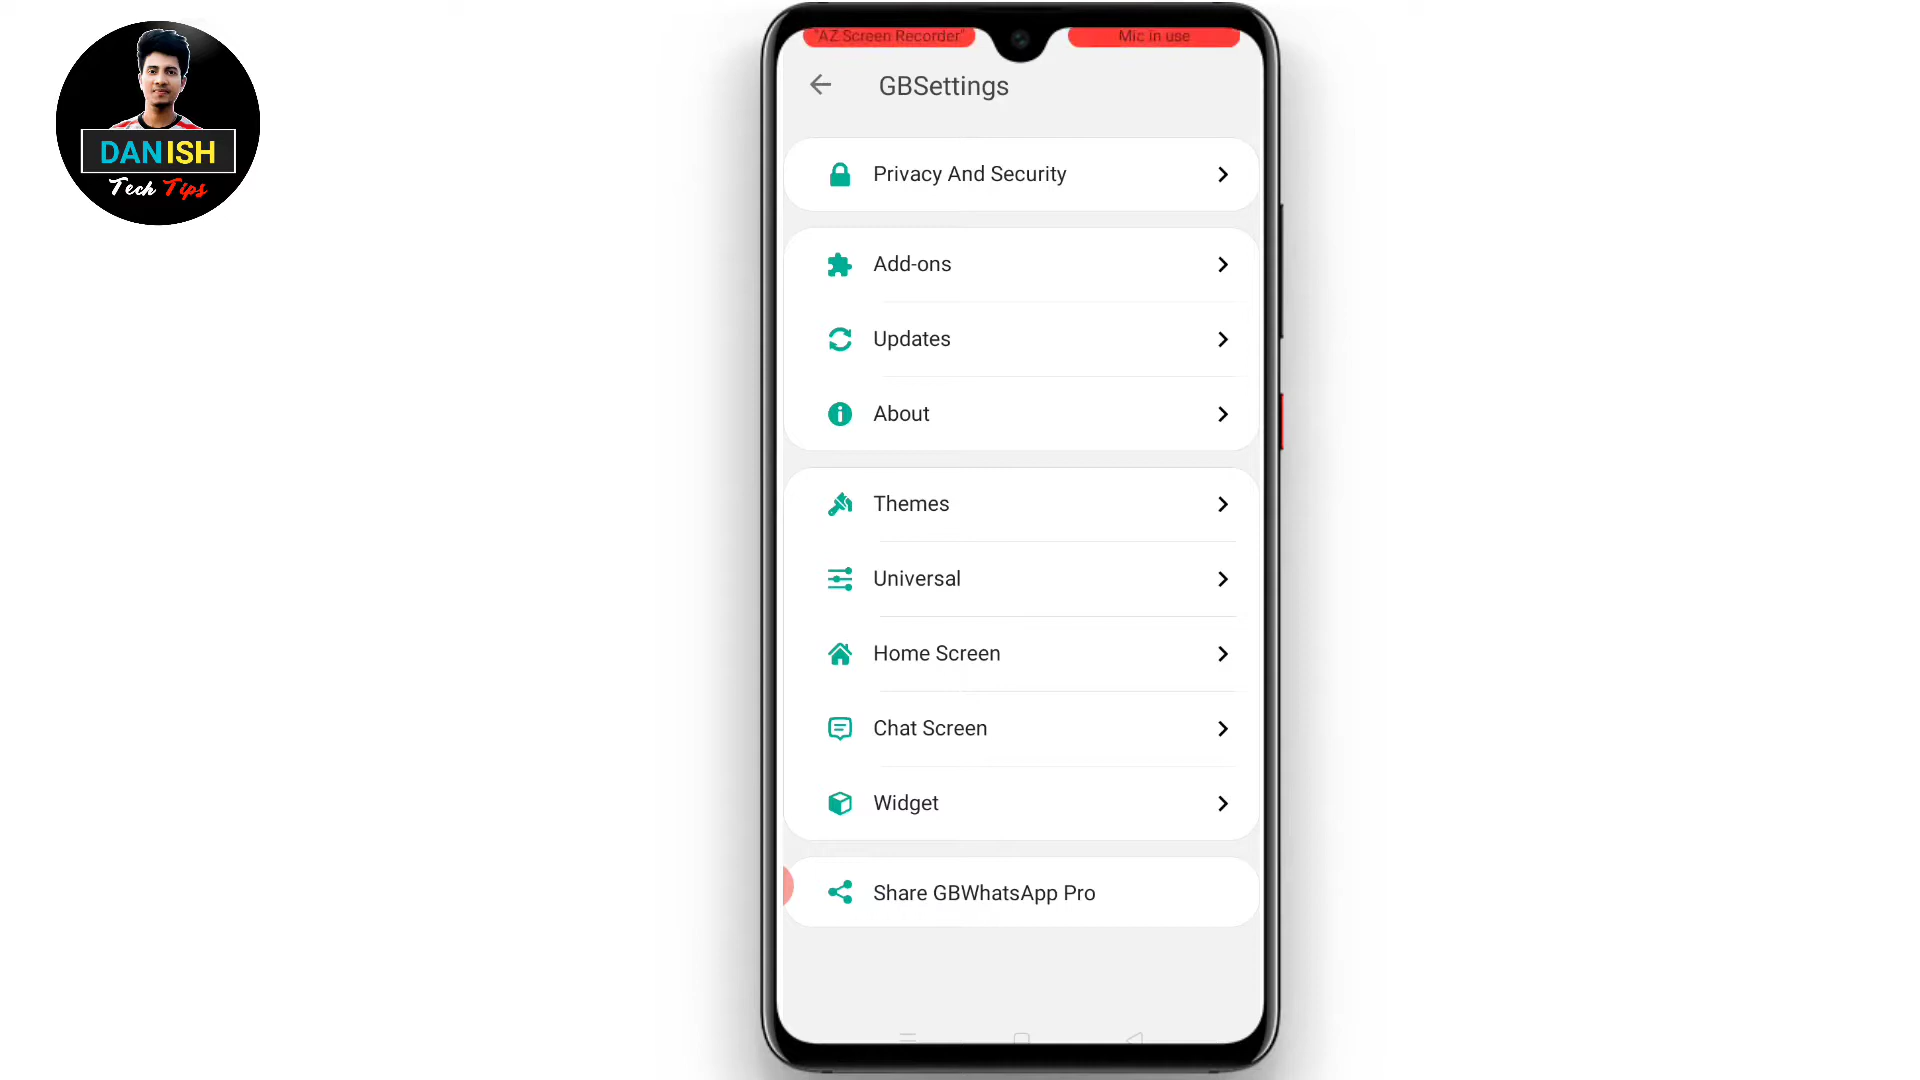 DANISH
Tech Tips
"AZ Screen Recorder"
Mic in use
GBSettings
Privacy And Security
Add-ons
Updates
About
Themes
Universal
Home Screen
Chat Screen
Widget
Share GBWhatsApp Pro